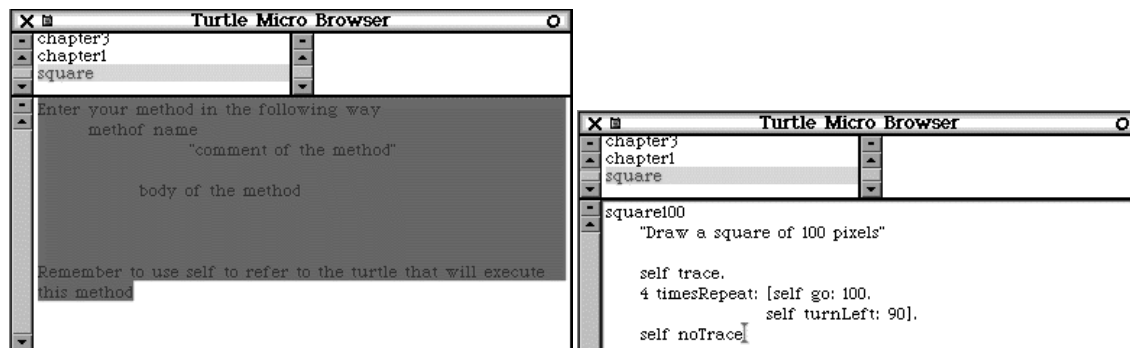 Turtle Micro Browser
chapter3
chapter1
square
Enter your method in the following way
methof name
"comment of the method"
body of the method
Remember to use self to refer to the turtle that will execute
this method
Turtle Micro Browser
chapter3
chapter1
square
square100
"Draw a square of 100 pixels"
self trace.
4 timesRepeat: [self go: 100.
self turnLeft: 90].
self noTrace